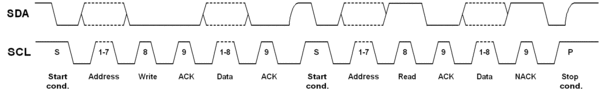 SDA
SCL S 1-7 8 9 1-8 9 S 1-7 8 9 1-8 9 P
Start cond. Address Write ACK Data ACK Start cond. Address Read ACK Data NACK Stop cond.